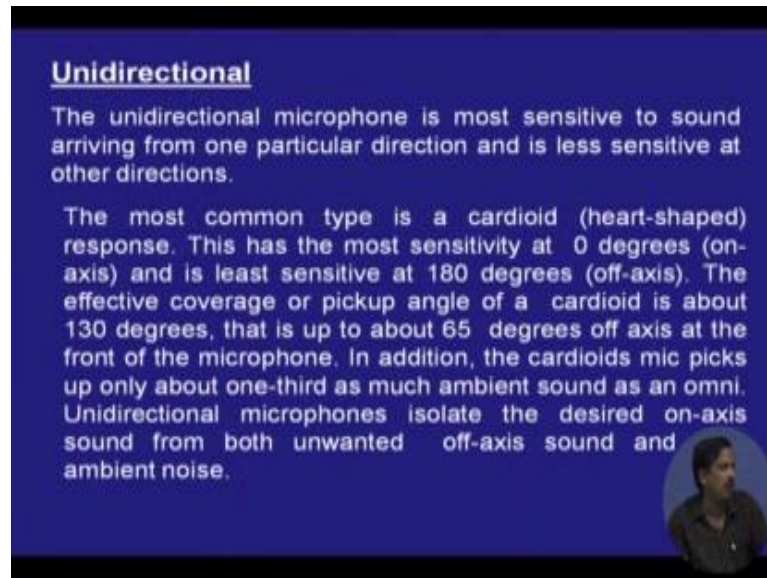 Unidirectional
The unidirectional microphone is most sensitive to sound
arriving from one particular direction and is less sensitive at
other directions.
The most common type is a cardioid (heart-shaped)
response. This has the most sensitivity at 0 degrees (on-
axis) and is least sensitive at 180 degrees (off-axis). The
effective coverage or pickup angle of a cardioid is about
130 degrees, that is up to about 65 degrees off axis at the
front of the microphone. In addition, the cardioids mic picks
up only about one-third as much ambient sound as an omni.
Unidirectional microphones isolate the desired on-axis
sound from both unwanted off-axis sound and
ambient noise.